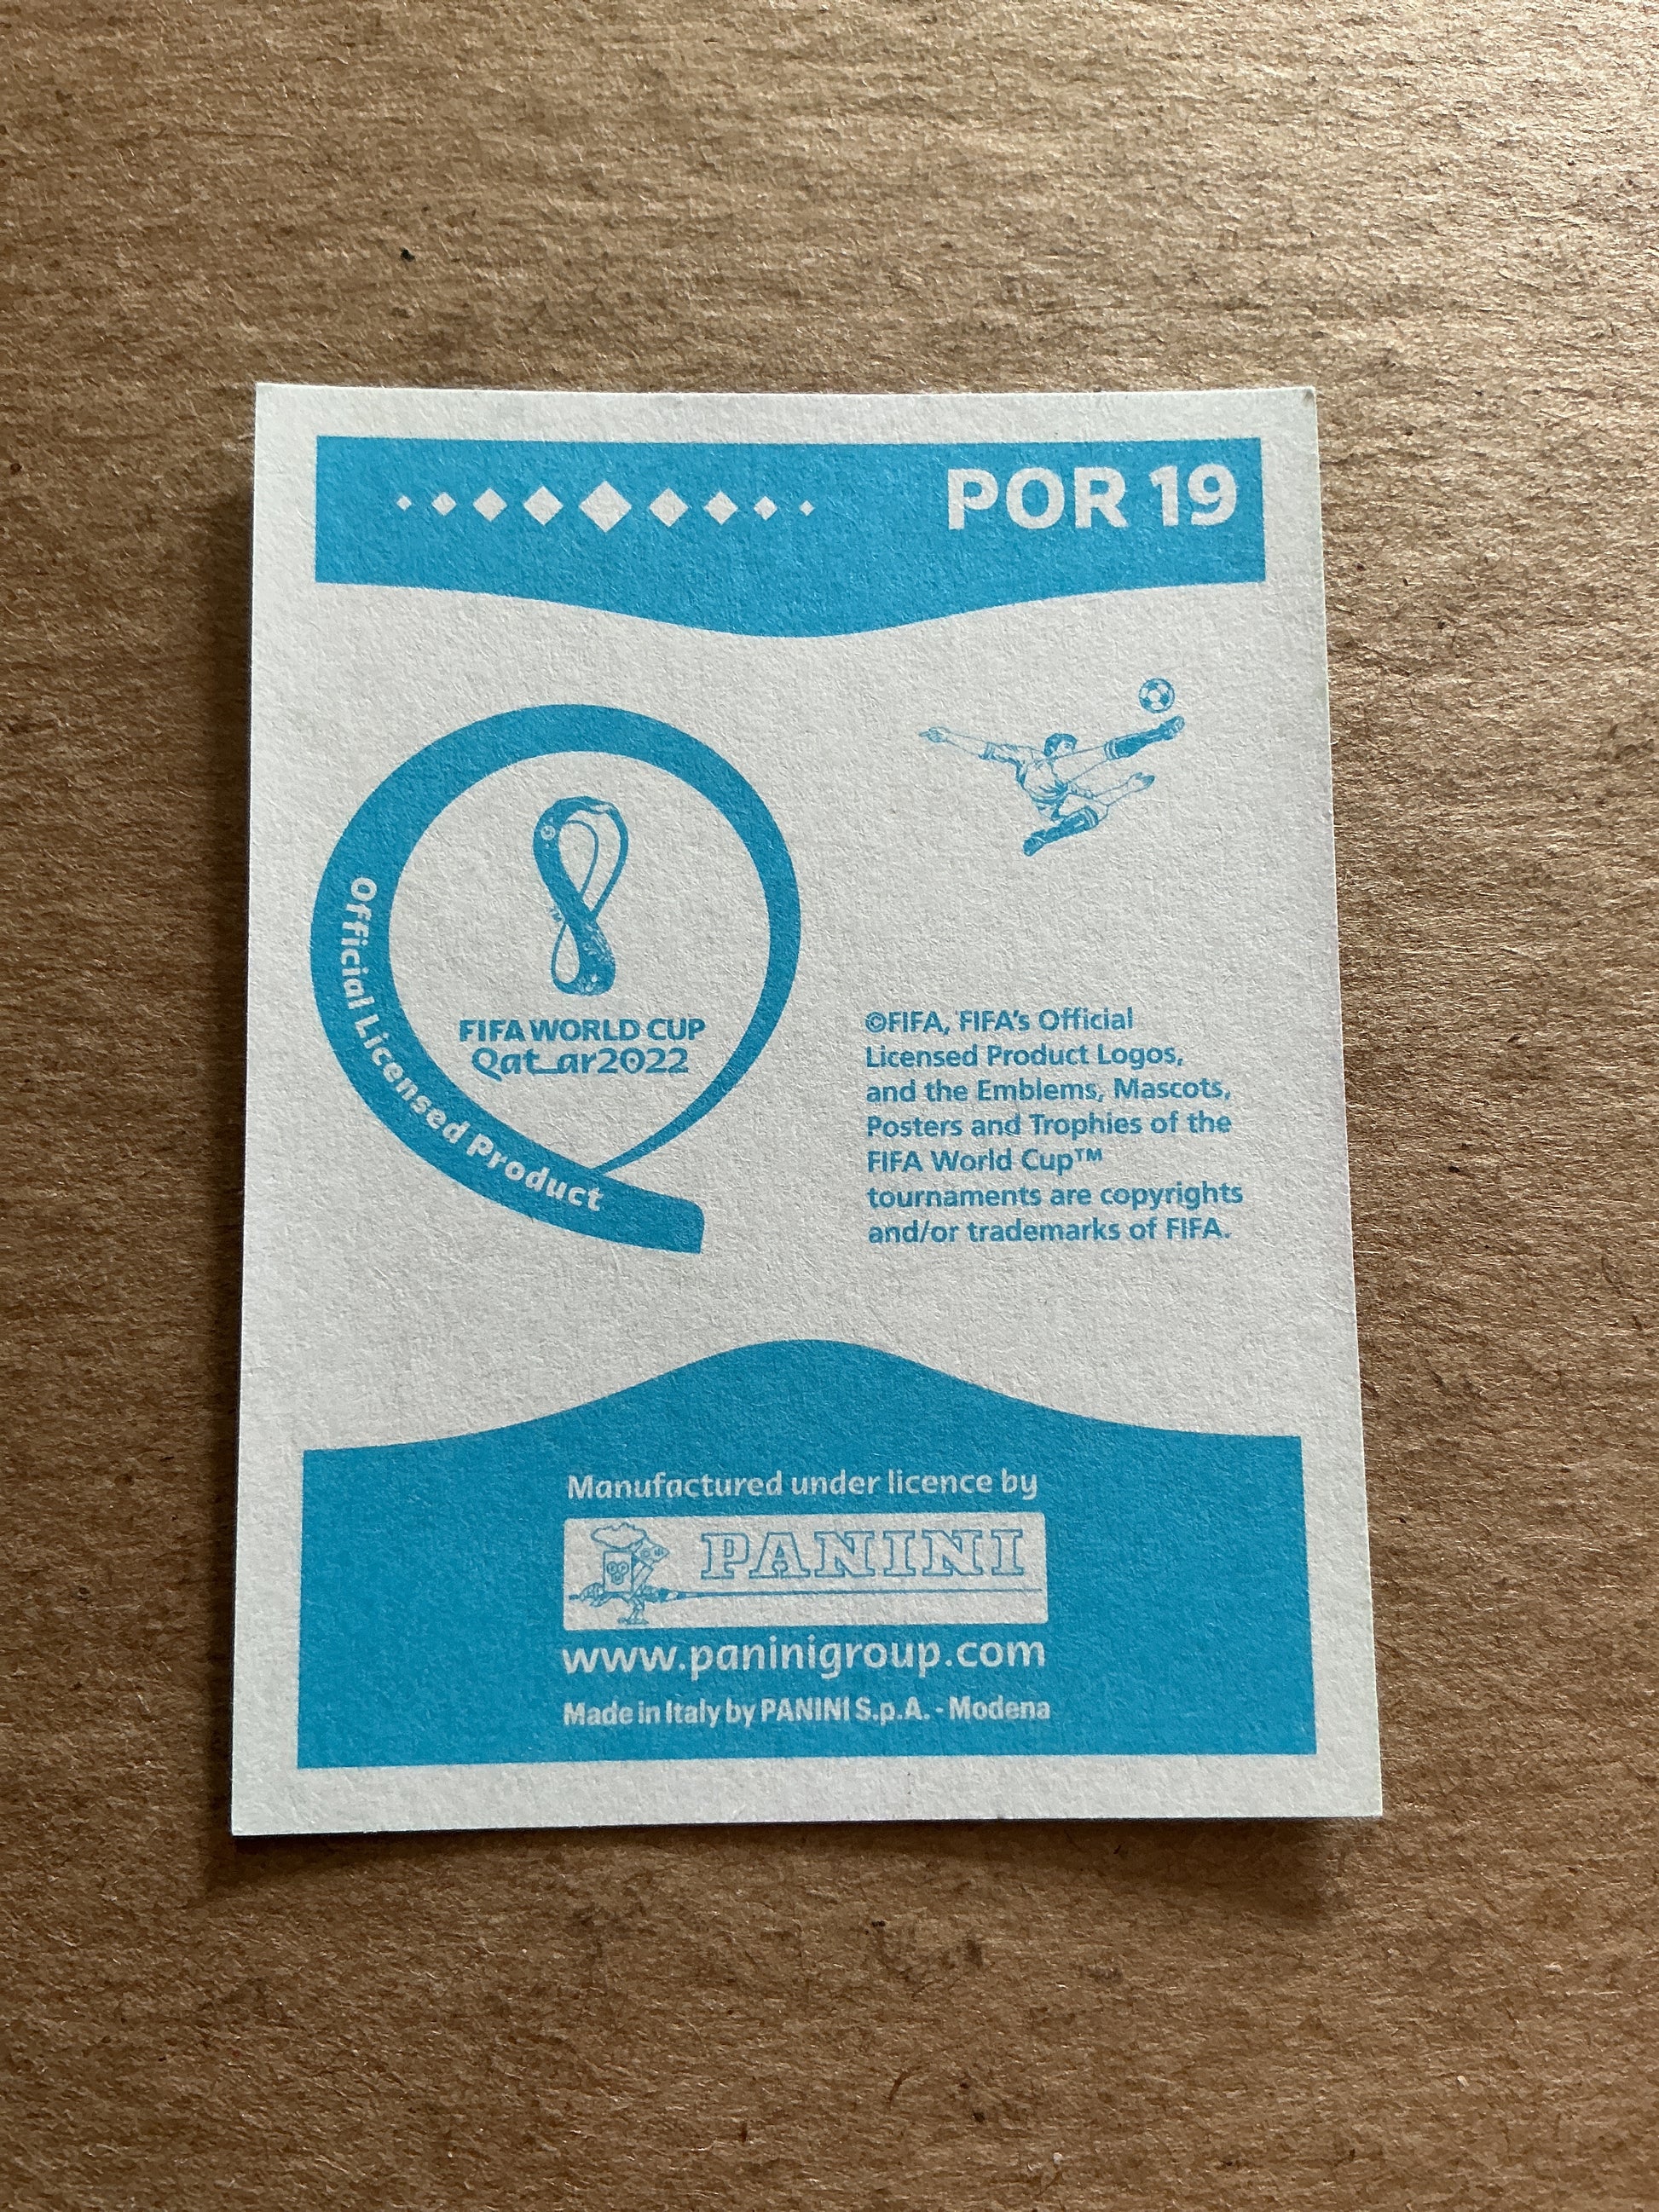 POR 19
Official Licensed Product
FIFA WORLD CUP
Qatar2022
©FIFA, FIFA's Official
Licensed Product Logos,
and the Emblems, Mascots,
Posters and Trophies of the
FIFA World Cup™
tournaments are copyrights
and/or trademarks of FIFA.
Manufactured under licence by
PANINI
www.paninigroup.com
Made in Italy by PANINI S.p.A. - Modena